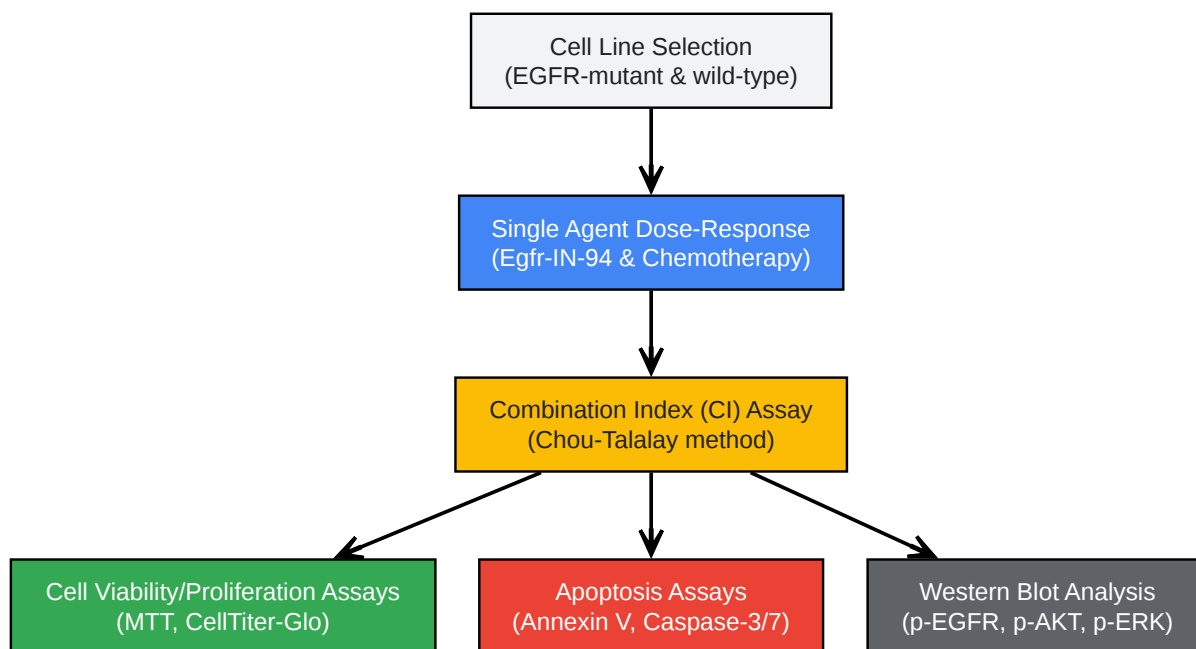 Cell Line Selection
(EGFR-mutant & wild-type)
Single Agent Dose-Response
(Egfr-IN-94 & Chemotherapy)
Combination Index (CI) Assay
(Chou-Talalay method)
Cell Viability/Proliferation Assays
(MTT, CellTiter-Glo)
Apoptosis Assays
(Annexin V, Caspase-3/7)
Western Blot Analysis
(p-EGFR, p-AKT, p-ERK)